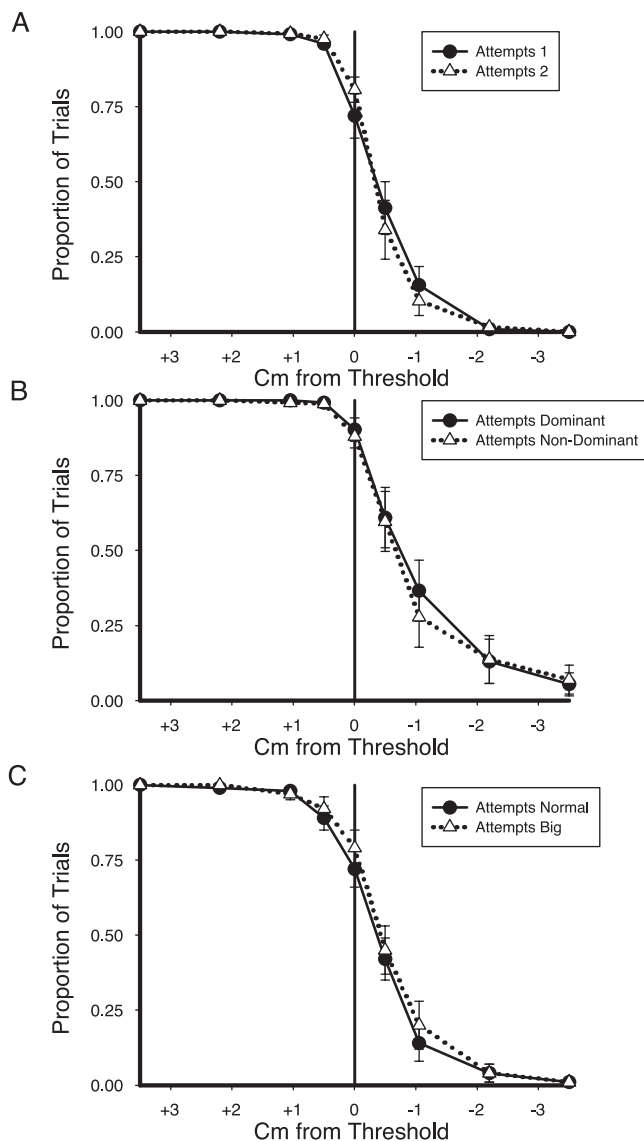 A
1.00
0.75
0.50
0.25
0.00
Proportion of Trials
Attempts 1
Attempts 2
+3 +2 +1 0 -1 -2 -3
Cm from Threshold
B
1.00
0.75
0.50
0.25
0.00
Proportion of Trials
Attempts Dominant
Attempts Non-Dominant
+3 +2 +1 0 -1 -2 -3
Cm from Threshold
C
1.00
0.75
0.50
0.25
0.00
Proportion of Trials
Attempts Normal
Attempts Big
+3 +2 +1 0 -1 -2 -3
Cm from Threshold